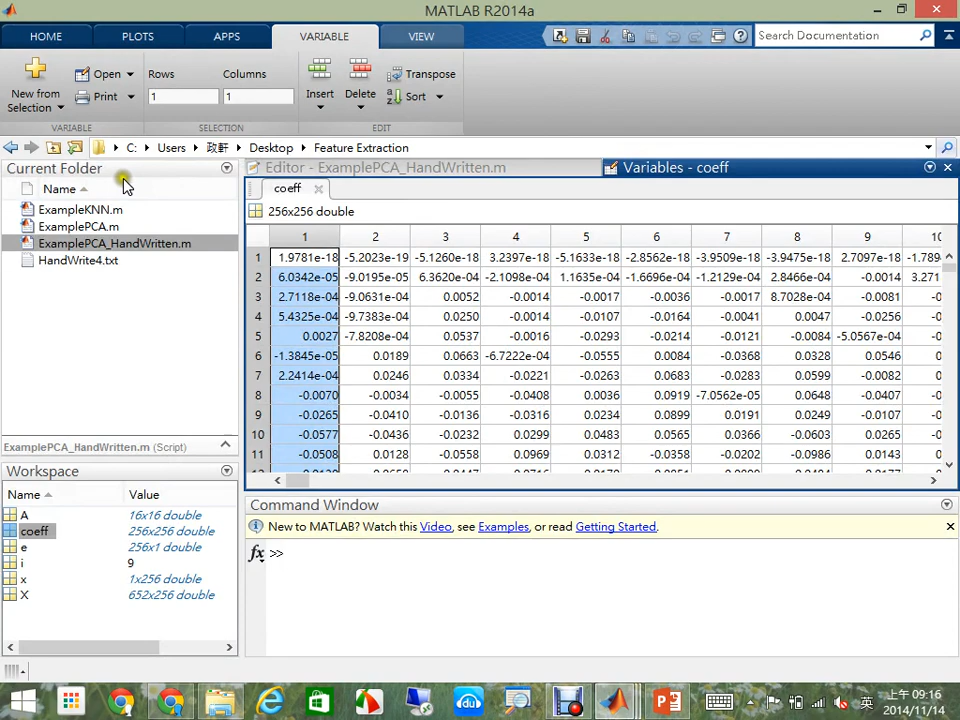 MATLAB R2014a
HOME PLOTS APPS VARIABLE VIEW Search Documentation
New from Selection Open Print Rows Columns 1 1 Insert Delete Transpose Sort
VARIABLE SELECTION EDIT
C: Users 政軒 Desktop Feature Extraction
Current Folder
Name
ExampleKNN.m
ExamplePCA.m
ExamplePCA_HandWritten.m
HandWrite4.txt
ExamplePCA_HandWritten.m (Script)
Workspace
Name Value
A 16x16 double
coeff 256x256 double
e 256x1 double
i 9
x 1x256 double
X 652x256 double
Editor - ExamplePCA_HandWritten.m Variables - coeff
coeff
256x256 double
1 2 3 4 5 6 7 8 9 10
1 1.9781e-18 -5.2023e-19 -5.1260e-18 3.2397e-18 -5.1633e-18 -2.8562e-18 -3.9509e-18 -3.9475e-18 2.7097e-18 -1.789
2 6.0342e-05 -9.0195e-05 6.3620e-04 -2.1098e-04 1.1635e-04 -1.6696e-04 -1.2129e-04 2.8466e-04 -0.0014 3.271
3 2.7118e-04 -9.0631e-04 0.0052 -0.0014 -0.0017 -0.0036 -0.0017 8.7028e-04 -0.0081 -0
4 5.4325e-04 -9.7383e-04 0.0250 -0.0014 -0.0107 -0.0164 -0.0041 0.0047 -0.0256 -0
5 0.0027 -7.8208e-04 0.0537 -0.0016 -0.0293 -0.0214 -0.0121 -0.0084 -5.0567e-04 -0
6 -1.3845e-05 0.0189 0.0663 -6.7222e-04 -0.0555 0.0084 -0.0368 0.0328 0.0546 -0
7 2.2414e-04 0.0246 0.0334 -0.0221 -0.0263 0.0683 -0.0283 0.0599 -0.0082 -0
8 -0.0070 -0.0034 -0.0055 -0.0408 0.0036 0.0919 -7.0562e-05 0.0648 -0.0407 -0
9 -0.0265 -0.0410 -0.0136 -0.0316 0.0234 0.0899 0.0191 0.0249 -0.0107 -0
10 -0.0577 -0.0436 -0.0232 0.0299 0.0483 0.0565 0.0366 -0.0603 0.0265 -0
11 -0.0508 0.0128 -0.0558 0.0969 0.0312 -0.0358 -0.0202 -0.0986 0.0143 0
Command Window
New to MATLAB? Watch this Video, see Examples, or read Getting Started.
fx >>
英 上午 09:16
2014/11/14